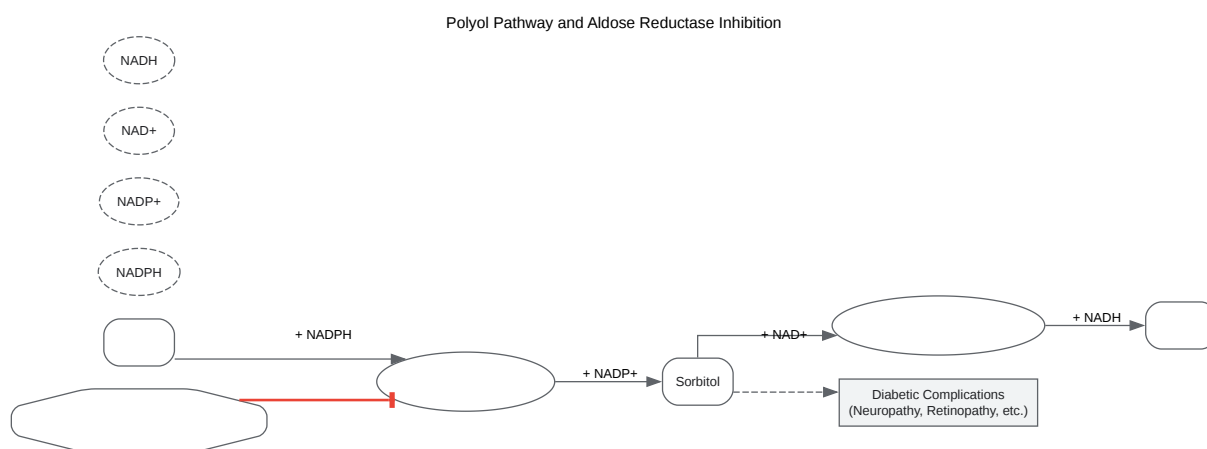 Polyol Pathway and Aldose Reductase Inhibition
NADH
NAD+
NADP+
NADPH
+ NADPH
+ NADP+
Sorbitol
+ NAD+
+ NADH
Diabetic Complications
(Neuropathy, Retinopathy, etc.)